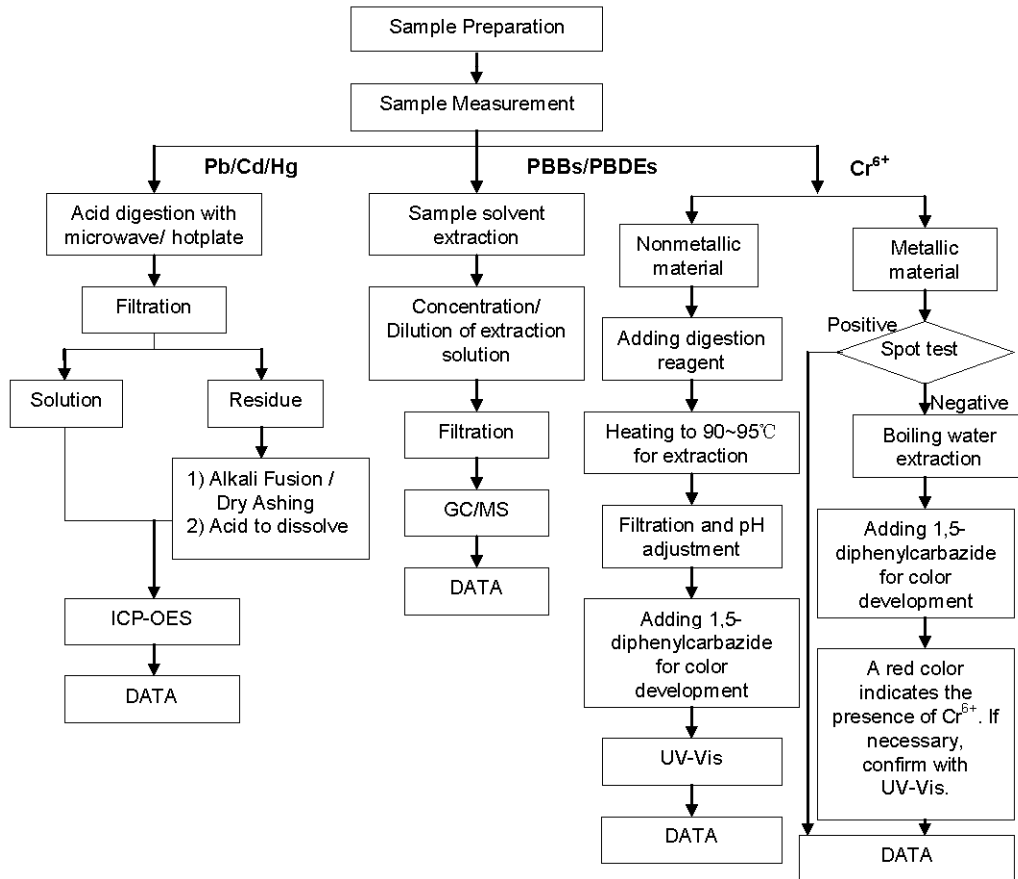 Sample Preparation
Sample Measurement
Pb/Cd/Hg
PBBs/PBDEs
Cr⁶⁺
Acid digestion with
microwave/ hotplate
Filtration
Solution
Residue
1) Alkali Fusion /
Dry Ashing
2) Acid to dissolve
ICP-OES
DATA
Sample solvent
extraction
Concentration/
Dilution of extraction
solution
Filtration
GC/MS
DATA
Nonmetallic
material
Adding digestion
reagent
Heating to 90~95℃
for extraction
Filtration and pH
adjustment
Adding 1,5-
diphenylcarbazide
for color
development
UV-Vis
DATA
Metallic
material
Positive
Spot test
Negative
Boiling water
extraction
Adding 1,5-
diphenylcarbazide
for color
development
A red color
indicates the
presence of Cr⁶⁺. If
necessary,
confirm with
UV-Vis.
DATA